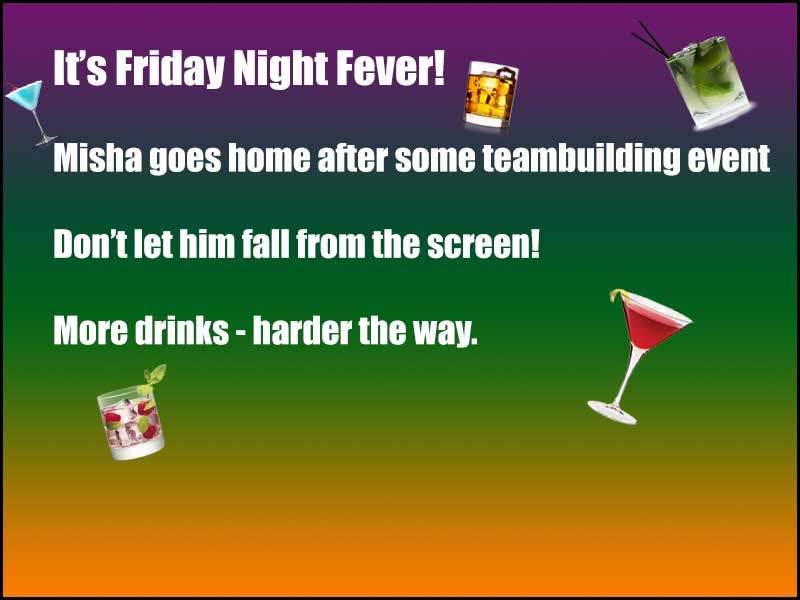 It’s Friday Night Fever!
Misha goes home after some teambuilding event
Don’t let him fall from the screen!
More drinks - harder the way.